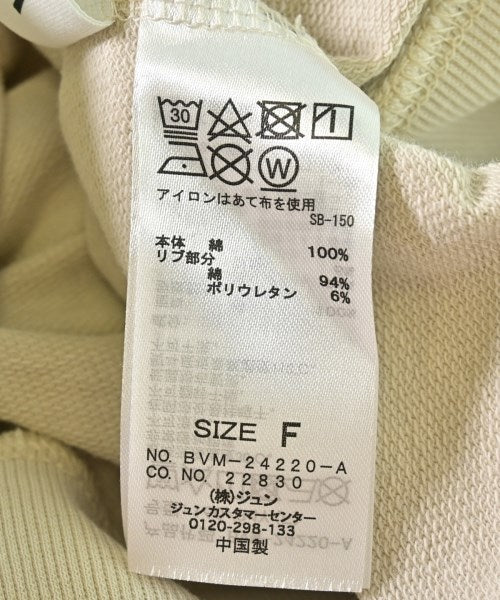 30
W
アイロンはあて布を使用
SB-150
本体 綿 100%
リブ部分
綿 94%
ポリウレタン 6%
SIZE F
NO. BVM-24220-A
CO. NO. 22830
(株)ジュン
ジュンカスタマーセンター
0120-298-133
中国製